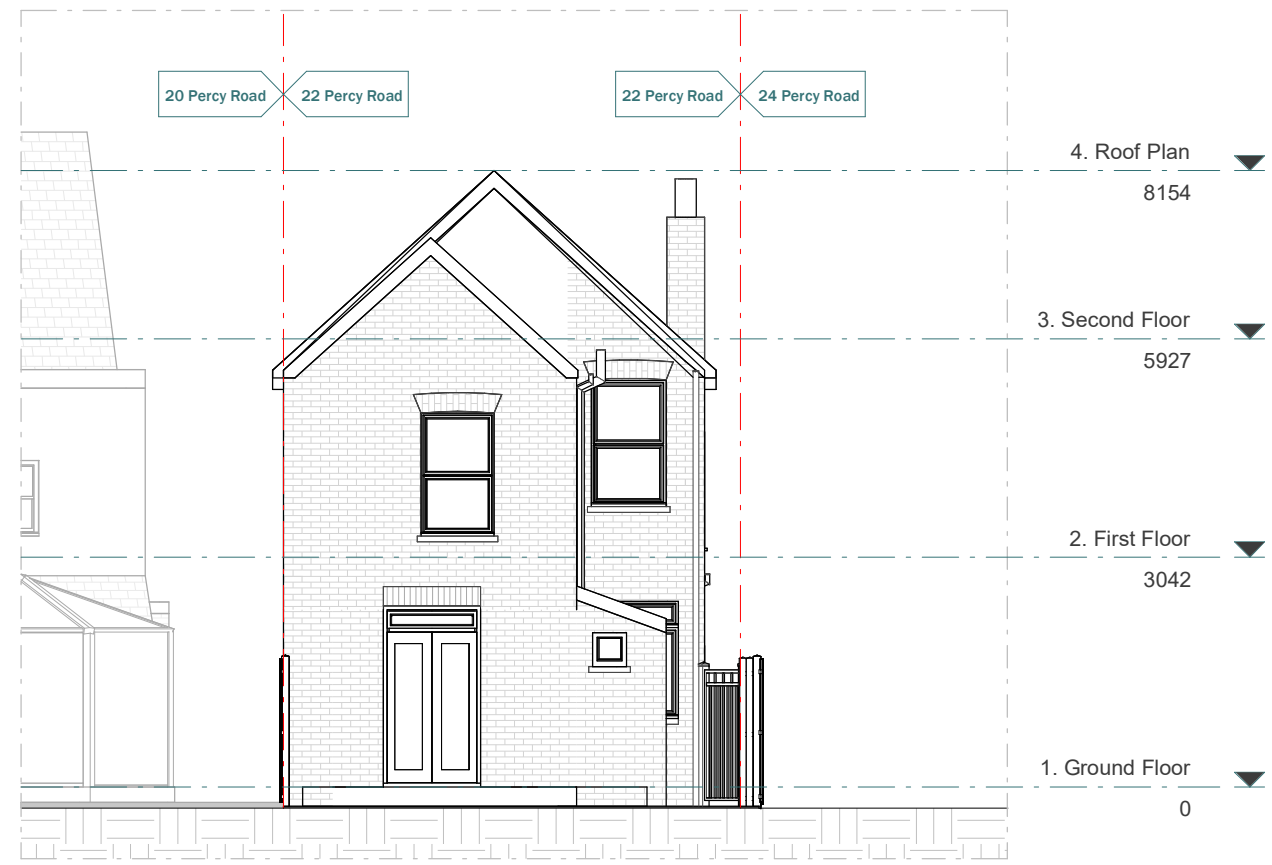 20 Percy Road
22 Percy Road
22 Percy Road
24 Percy Road
4. Roof Plan
8154
3. Second Floor
5927
2. First Floor
3042
1. Ground Floor
0